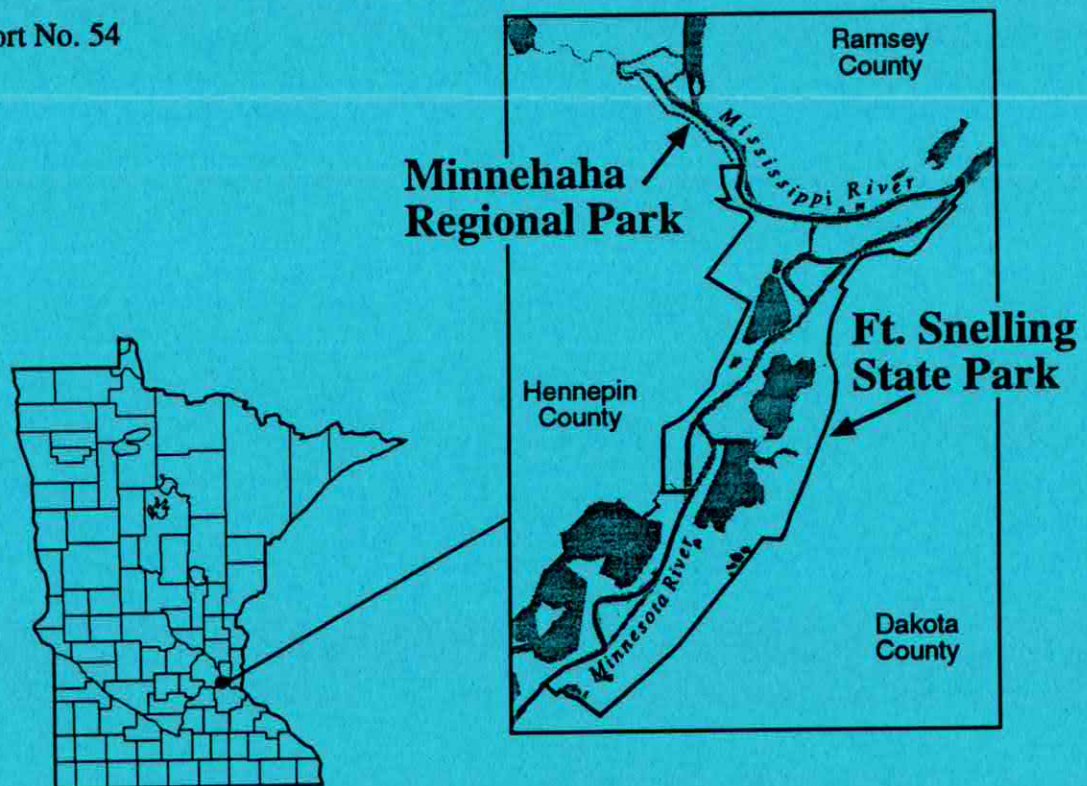 ort No. 54
Ramsey
County
Mississippi River
Minnehaha
Regional Park
Ft. Snelling
State Park
Hennepin
County
Minnesota River
Dakota
County